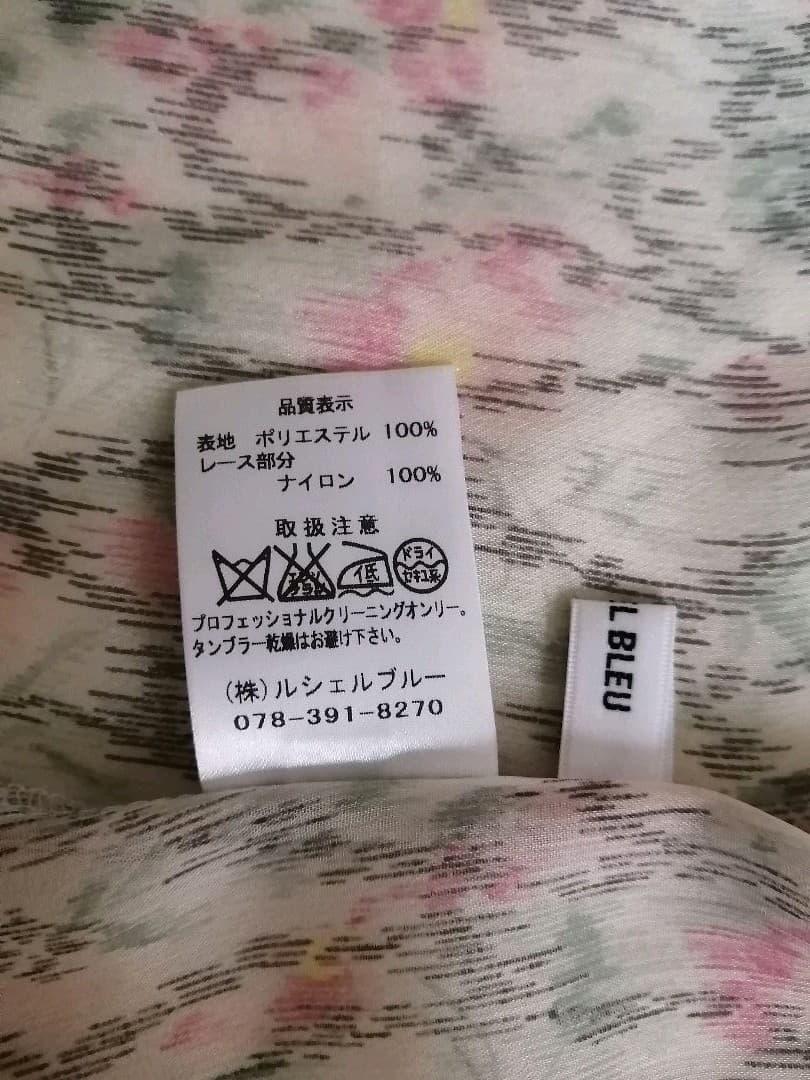 品質表示
表地 ポリエステル 100%
レース部分
ナイロン 100%
取扱注意
低
ドライ
セキユ系
プロフェッショナルクリーニングオンリー。
タンブラー乾燥はお避け下さい。
(株)ルシェルブルー
078-391-8270
L BLEU